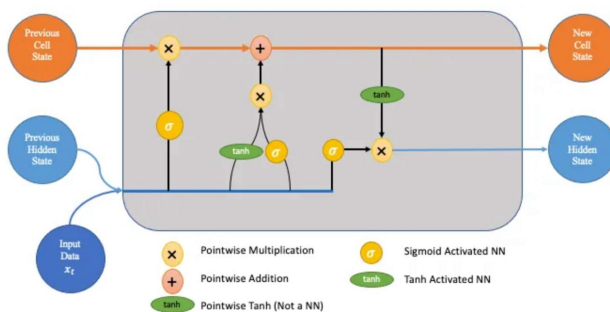 Previous
Cell
State
New
Cell
State
×
+
tanh
×
σ
Previous
Hidden
State
tanh
σ
σ
×
New
Hidden
State
Input
Data
xₜ
× Pointwise Multiplication
σ Sigmoid Activated NN
+ Pointwise Addition
tanh Tanh Activated NN
tanh Pointwise Tanh (Not a NN)